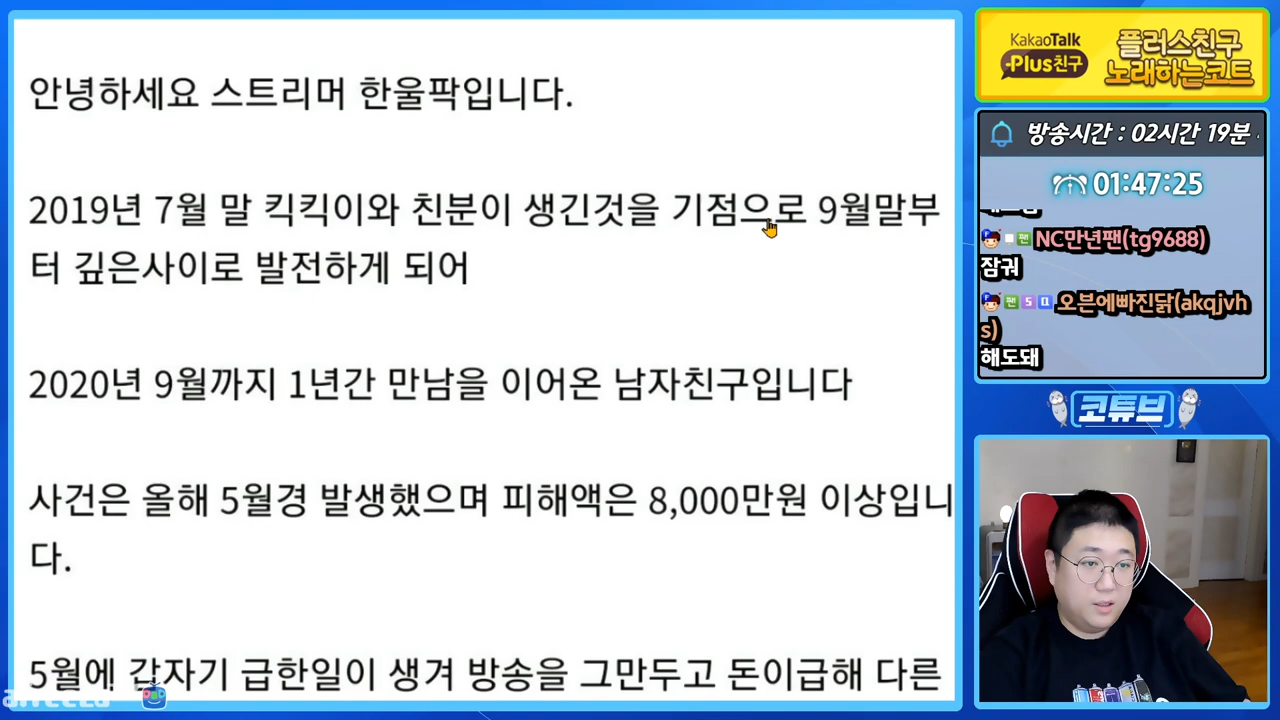 안녕하세요 스트리머 한울팍입니다.
2019년 7월 말 킥킥이와 친분이 생긴것을 기점으로 9월말부
터 깊은사이로 발전하게 되어
2020년 9월까지 1년간 만남을 이어온 남자친구입니다
사건은 올해 5월경 발생했으며 피해액은 8,000만원 이상입니
다.
5월에 갑자기 급한일이 생겨 방송을 그만두고 돈이급해 다른
KakaoTalk
Plus친구
플러스친구
노래하는코트
방송시간 : 02시간 19분
01:47:25
팬 NC만년팬(tg9688)
잠궈
팬 S Q 오븐에빠진닭(akqjvh
s)
해도돼
코튜브